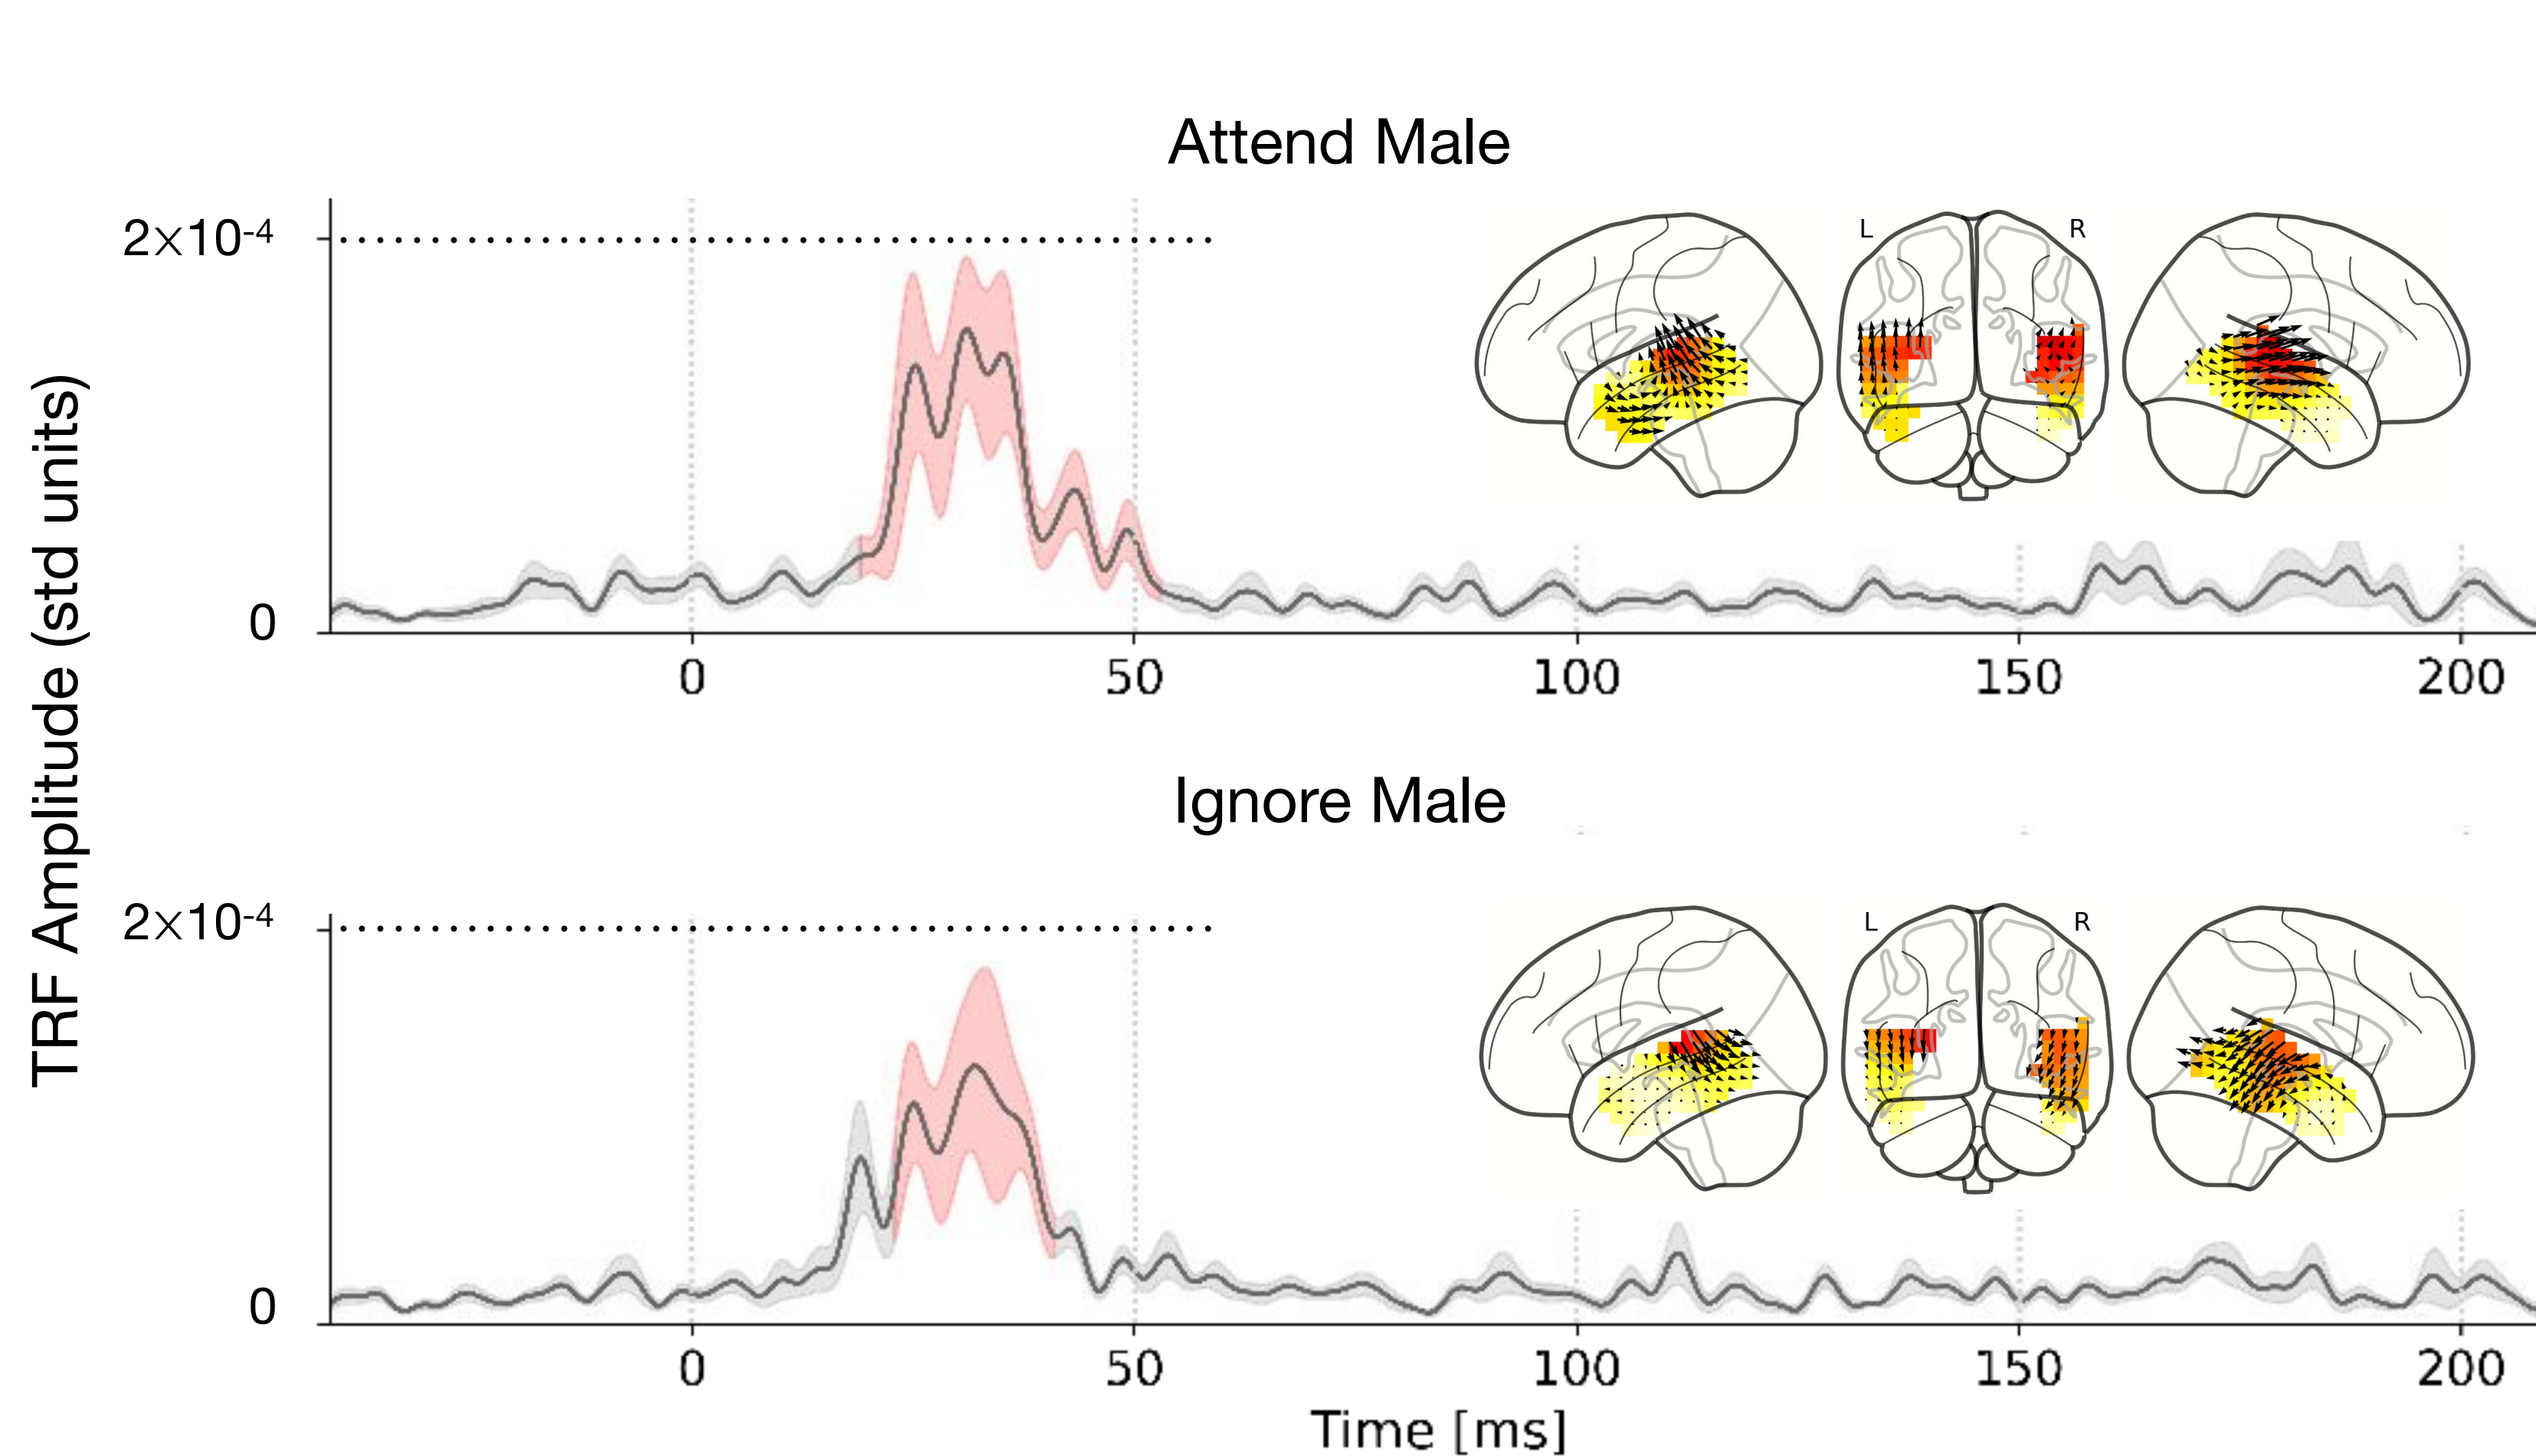 Attend Male
2×10-4
L R
0
0 50 100 150 200
TRF Amplitude (std units)
Ignore Male
2×10-4
L R
0
0 50 100 150 200
Time [ms]